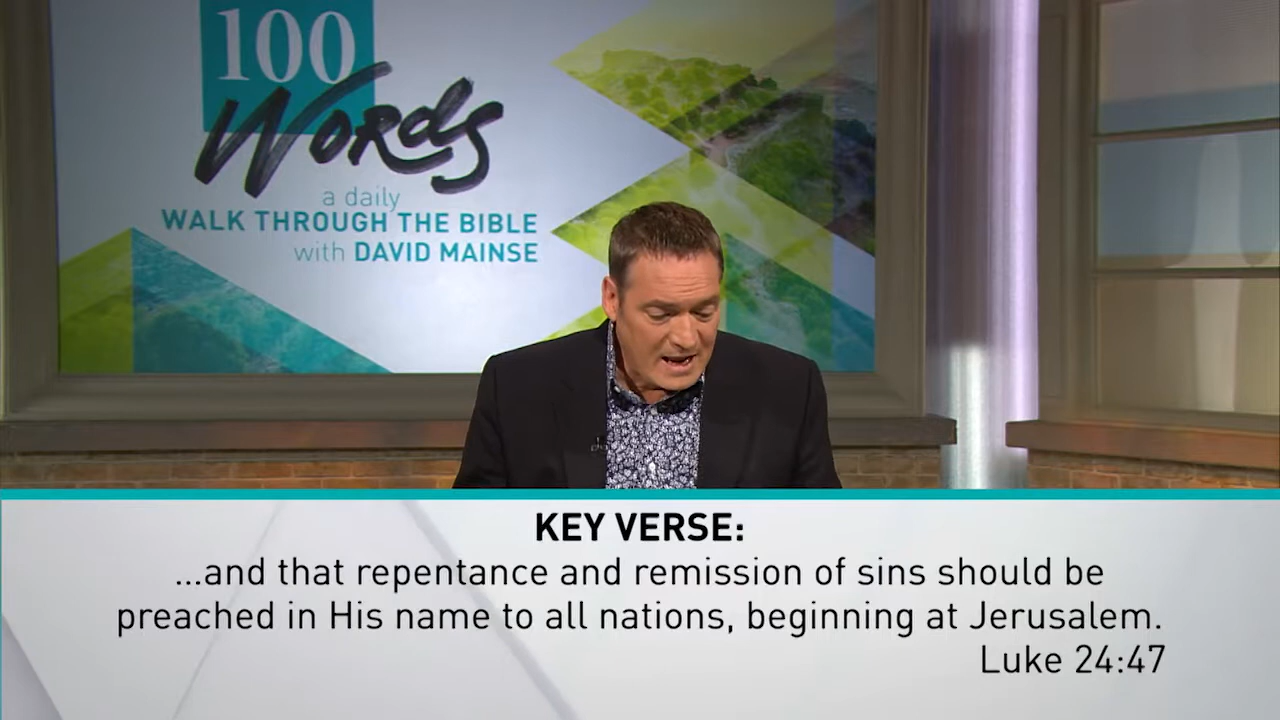 100
Words
a daily
WALK THROUGH THE BIBLE
with DAVID MAINSE
KEY VERSE:
...and that repentance and remission of sins should be
preached in His name to all nations, beginning at Jerusalem.
Luke 24:47